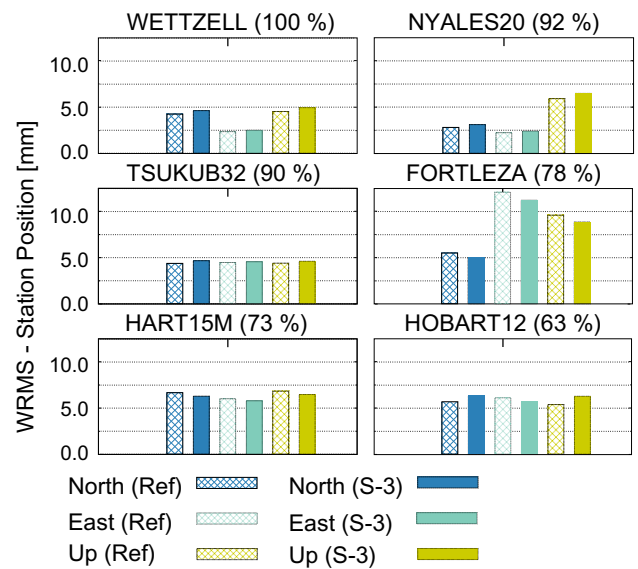 WETTZELL (100 %)
NYALES20 (92 %)
10.0
5.0
0.0
TSUKUB32 (90 %)
FORTLEZA (78 %)
10.0
5.0
0.0
HART15M (73 %)
HOBART12 (63 %)
10.0
5.0
0.0
WRMS - Station Position [mm]
North (Ref)
North (S-3)
East (Ref)
East (S-3)
Up (Ref)
Up (S-3)